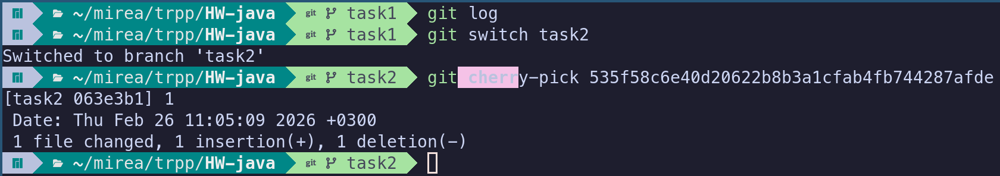 ~/mirea/trpp/HW-java git task1 git log
~/mirea/trpp/HW-java git task1 git switch task2
Switched to branch 'task2'
~/mirea/trpp/HW-java git task2 git cherry-pick 535f58c6e40d20622b8b3a1cfab4fb744287afde
[task2 063e3b1] 1
 Date: Thu Feb 26 11:05:09 2026 +0300
 1 file changed, 1 insertion(+), 1 deletion(-)
~/mirea/trpp/HW-java git task2